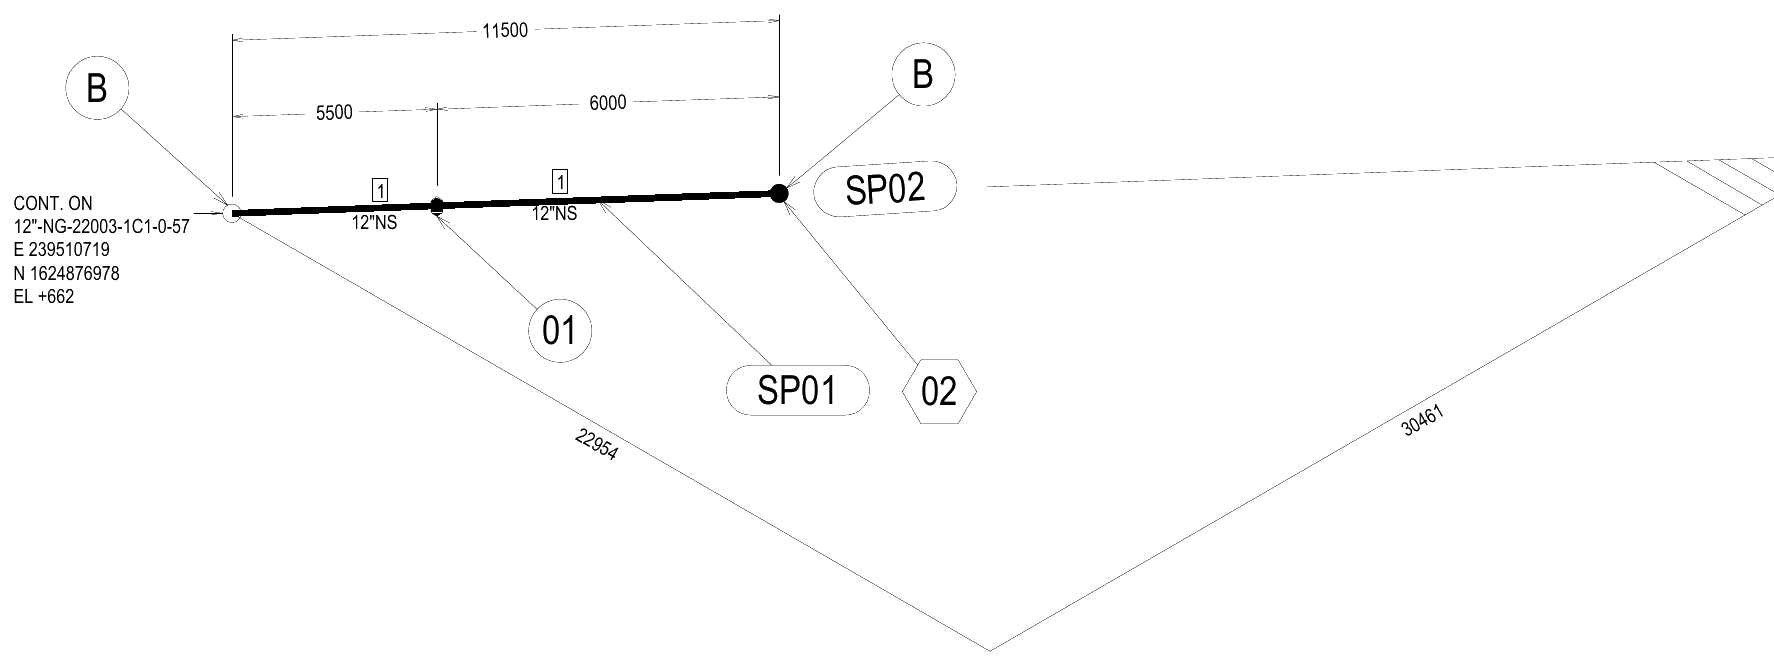 11500
B
B
5500
6000
1
1
SP02
CONT. ON
12"-NG-22003-1C1-0-57
E 239510719
N 1624876978
EL +662
12"NS
12"NS
01
SP01
02
22954
30461